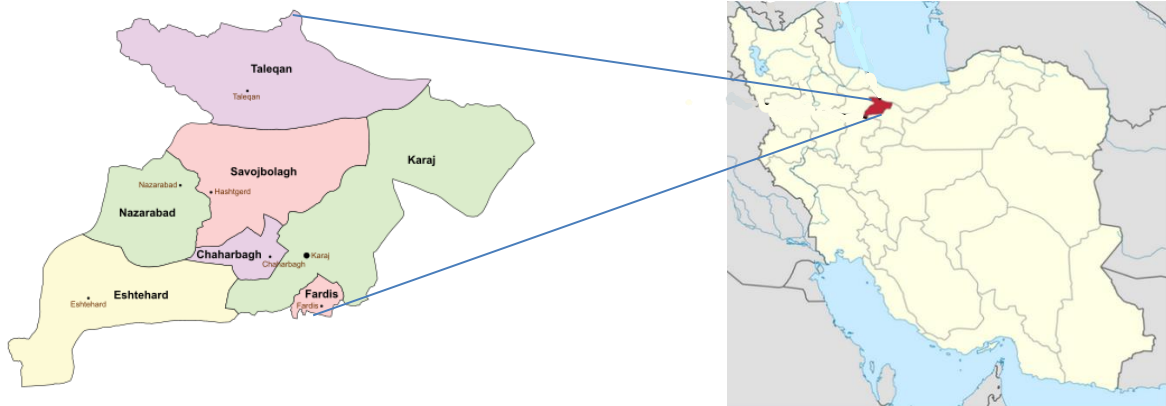 Taleqan
Taleqan
Karaj
Savojbolagh
Nazarabad
Hashtgerd
Nazarabad
Chaharbagh
Chaharbagh
Karaj
Eshtehard
Eshtehard
Fardis
Fardis